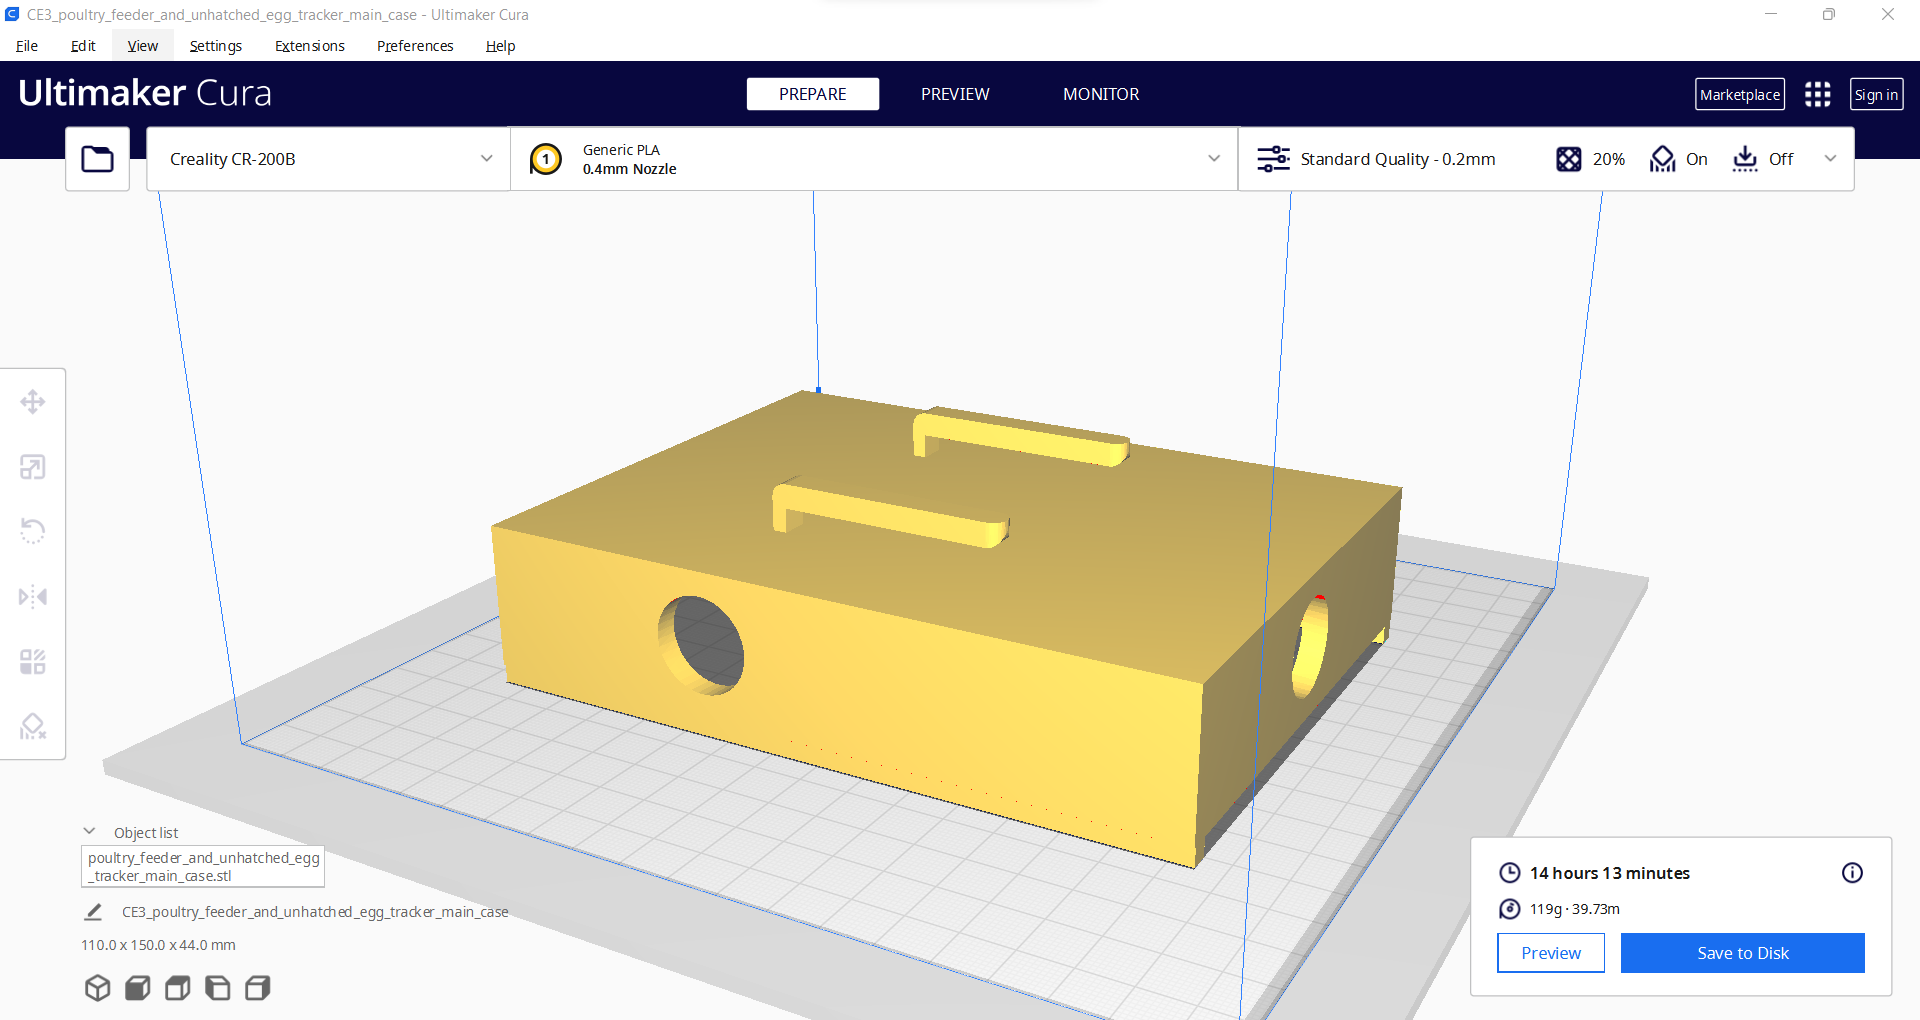 CE3_poultry_feeder_and_unhatched_egg_tracker_main_case - Ultimaker Cura
File Edit View Settings Extensions Preferences Help
Ultimaker Cura
PREPARE PREVIEW MONITOR
Marketplace Sign in
Creality CR-200B
1
Generic PLA
0.4mm Nozzle
Standard Quality - 0.2mm 20% On Off
Object list
poultry_feeder_and_unhatched_egg
_tracker_main_case.stl
CE3_poultry_feeder_and_unhatched_egg_tracker_main_case
110.0 x 150.0 x 44.0 mm
14 hours 13 minutes
119g · 39.73m
Preview Save to Disk